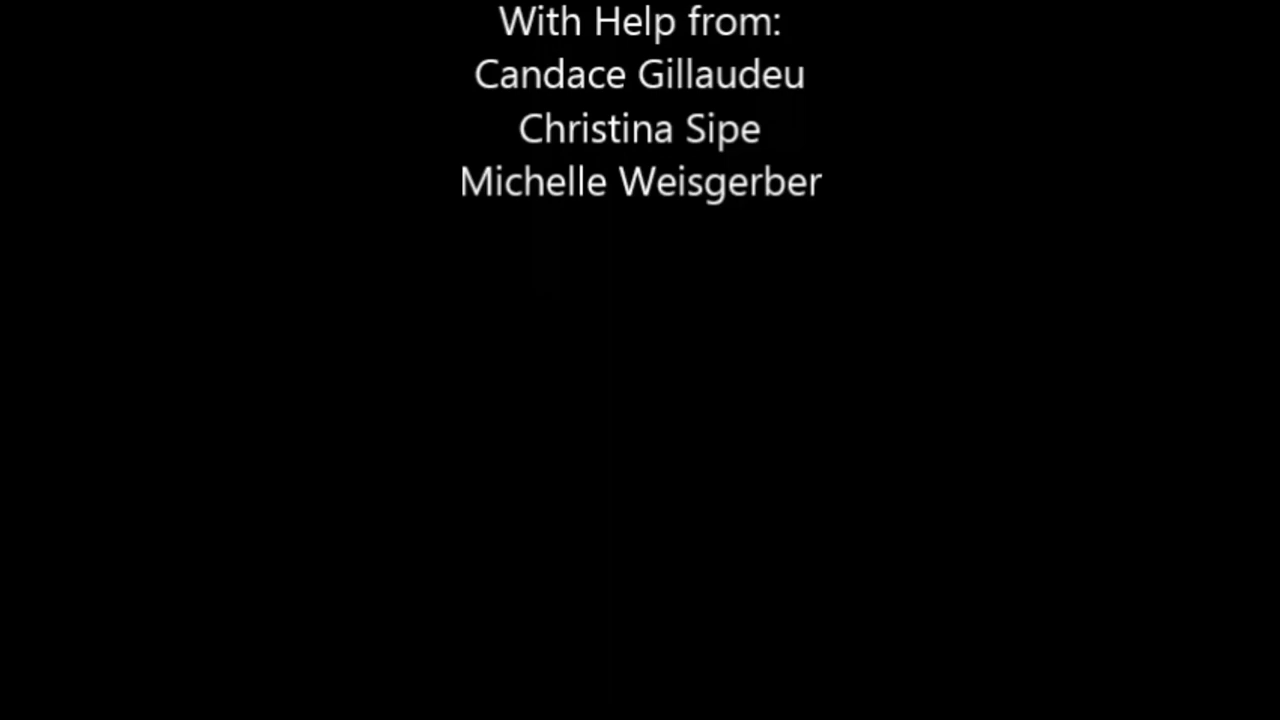 With Help from:
Candace Gillaudeu
Christina Sipe
Michelle Weisgerber